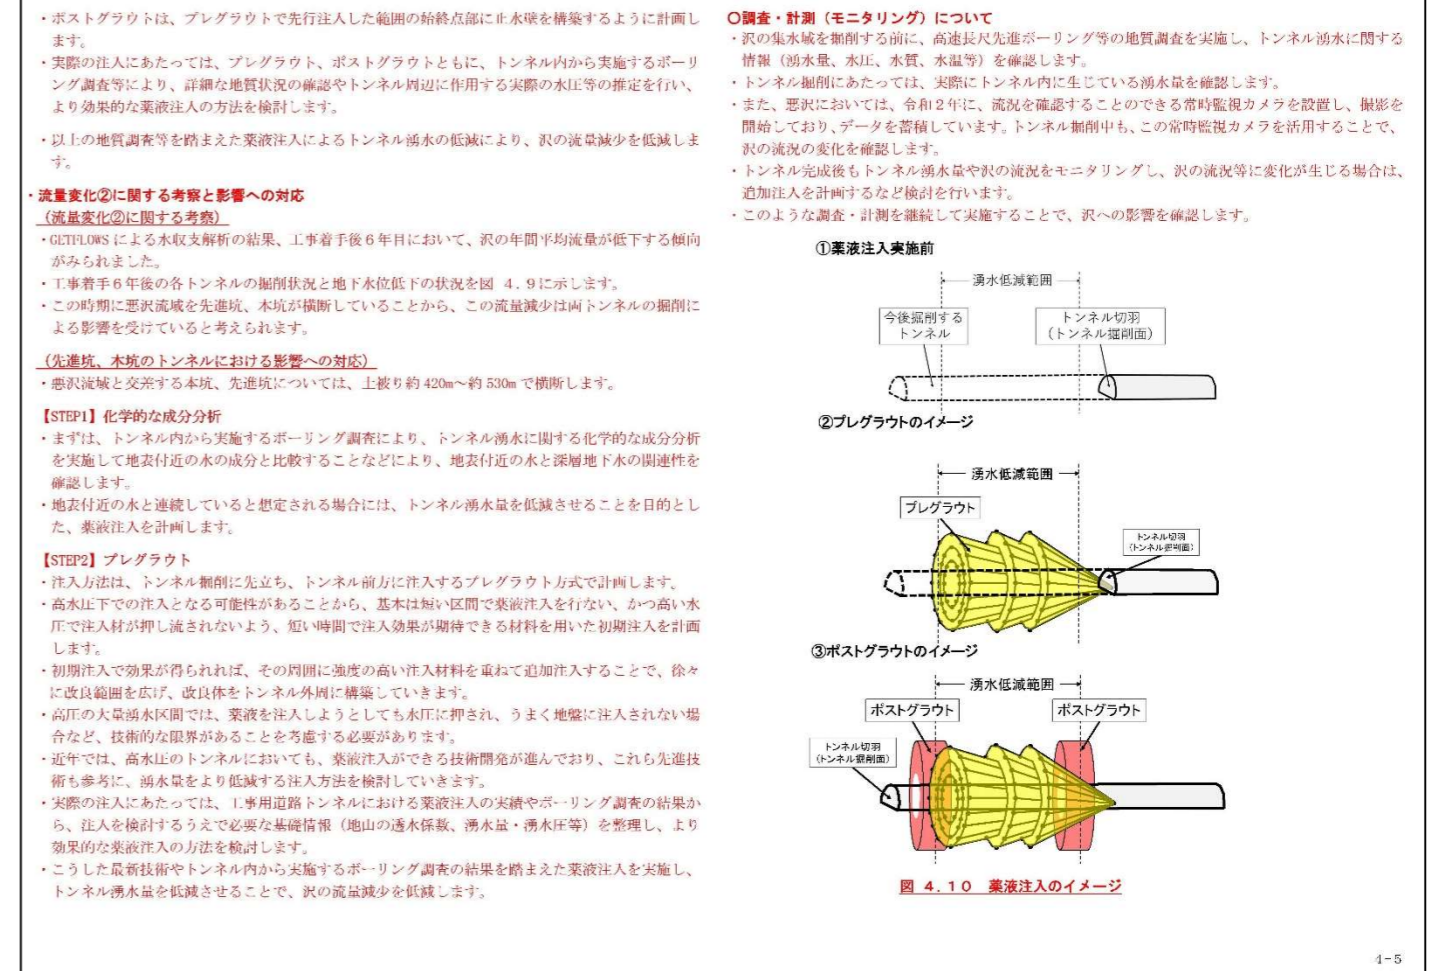 ・ポストグラウトは、プレグラウトで先行注入した範囲の始終点部に止水壁を構築するように計画し
ます。
・実際の注入にあたっては、プレグラウト、ポストグラウトともに、トンネル内から実施するボーリ
ング調査等により、詳細な地質状況の確認やトンネル周辺に作用する実際の水圧等の推定を行い、
より効果的な薬液注入の方法を検討します。
・以上の地質調査等を踏まえた薬液注入によるトンネル湧水の低減により、沢の流量減少を低減しま
す。
・流量変化②に関する考察と影響への対応
（流量変化②に関する考察）
・GETFLOWS による水収支解析の結果、工事着手後６年目において、沢の年間平均流量が低下する傾向
がみられました。
・工事着手６年後の各トンネルの掘削状況と地下水位低下の状況を図 ４.９に示します。
・この時期に悪沢流域を先進坑、本坑が横断していることから、この流量減少は両トンネルの掘削に
よる影響を受けていると考えられます。
（先進坑、本坑のトンネルにおける影響への対応）
・悪沢流域と交差する本坑、先進坑については、土被り約 420m～約 530m で横断します。
【STEP1】化学的な成分分析
・まずは、トンネル内から実施するボーリング調査により、トンネル湧水に関する化学的な成分分析
を実施して地表付近の水の成分と比較することなどにより、地表付近の水と深層地下水の関連性を
確認します。
・地表付近の水と連続していると想定される場合には、トンネル湧水量を低減させることを目的とし
た、薬液注入を計画します。
【STEP2】プレグラウト
・注入方法は、トンネル掘削に先立ち、トンネル前方に注入するプレグラウト方式で計画します。
・高水圧下での注入となる可能性があることから、基本は短い区間で薬液注入を行ない、かつ高い水
圧で注入材が押し流されないよう、短い時間で注入効果が期待できる材料を用いた初期注入を計画
します。
・初期注入で効果が得られれば、その周囲に強度の高い注入材料を重ねて追加注入することで、徐々
に改良範囲を広げ、改良体をトンネル外周に構築していきます。
・高圧の大量湧水区間では、薬液を注入しようとしても水圧に押され、うまく地盤に注入されない場
合など、技術的な限界があることを考慮する必要があります。
・近年では、高水圧のトンネルにおいても、薬液注入ができる技術開発が進んでおり、これら先進技
術も参考に、湧水量をより低減する注入方法を検討していきます。
・実際の注入にあたっては、工事用道路トンネルにおける薬液注入の実績やボーリング調査の結果か
ら、注入を検討するうえで必要な基礎情報（地山の透水係数、湧水量・湧水圧等）を整理し、より
効果的な薬液注入の方法を検討します。
・こうした最新技術やトンネル内から実施するボーリング調査の結果を踏まえた薬液注入を実施し、
トンネル湧水量を低減させることで、沢の流量減少を低減します。
〇調査・計測（モニタリング）について
・沢の集水域を掘削する前に、高速長尺先進ボーリング等の地質調査を実施し、トンネル湧水に関する
情報（湧水量、水圧、水質、水温等）を確認します。
・トンネル掘削にあたっては、実際にトンネル内に生じている湧水量を確認します。
・また、悪沢においては、令和２年に、流況を確認することのできる常時監視カメラを設置し、撮影を
開始しており、データを蓄積しています。トンネル掘削中も、この常時監視カメラを活用することで、
沢の流況の変化を確認します。
・トンネル完成後もトンネル湧水量や沢の流況をモニタリングし、沢の流況等に変化が生じる場合は、
追加注入を計画するなど検討を行います。
・このような調査・計測を継続して実施することで、沢への影響を確認します。
①薬液注入実施前
湧水低減範囲
今後掘削する
トンネル
トンネル切羽
（トンネル掘削面）
②プレグラウトのイメージ
湧水低減範囲
プレグラウト
トンネル切羽
（トンネル掘削面）
③ポストグラウトのイメージ
湧水低減範囲
ポストグラウト
ポストグラウト
トンネル切羽
（トンネル掘削面）
図 ４.１０ 薬液注入のイメージ
4-5